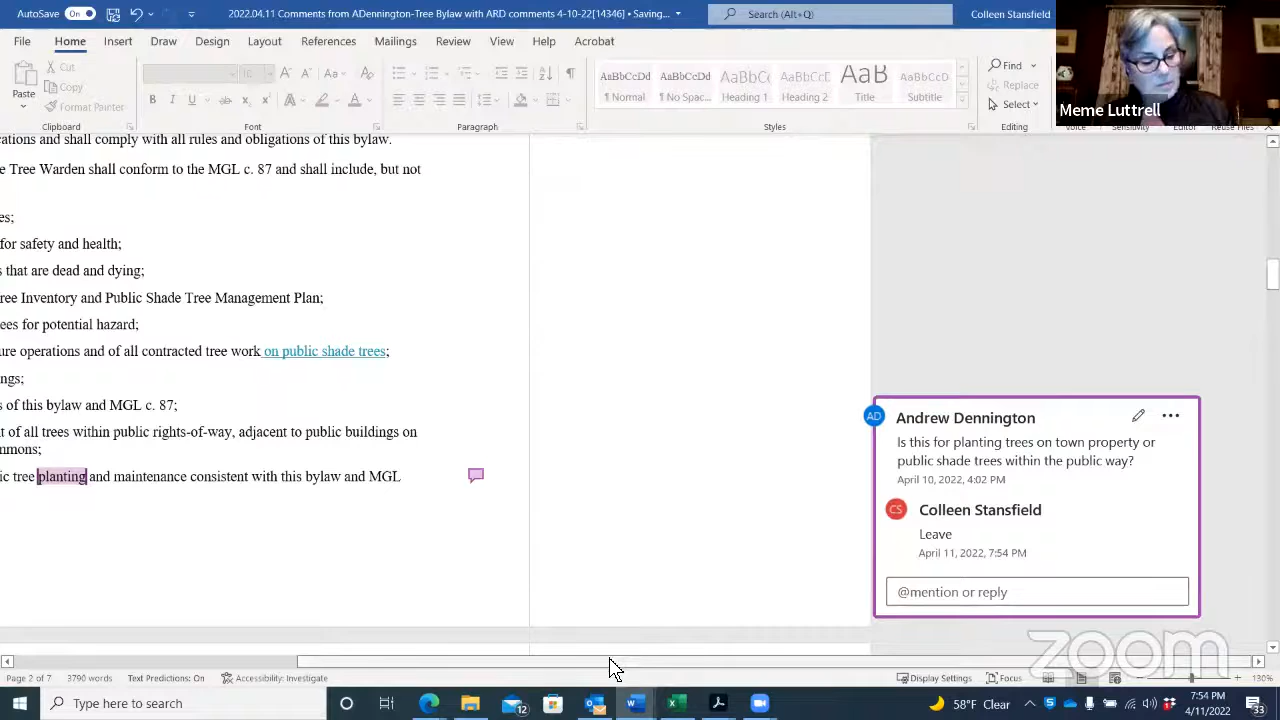 AutoSave On 2022.04.11 Comments from ADennington-Tree Bylaw with ARD Comments 4-10-22[14346] • Saving... Search (Alt+Q) Colleen Stansfield
File Home Insert Draw Design Layout References Mailings Review View Help Acrobat
Paste Cut Copy Format Painter
AaBbCcDd AaBbCcDd AaBbCc AaBbCcD AaB AaBbCcD
¶ Normal ¶ No Spac... Heading 1 Heading 2 Title Subtitle
Find Replace Select
Clipboard Font Paragraph Styles Editing Voice Sensitivity Editor Reuse Files
Meme Luttrell
cations and shall comply with all rules and obligations of this bylaw.
e Tree Warden shall conform to the MGL c. 87 and shall include, but not
es;
for safety and health;
s that are dead and dying;
ree Inventory and Public Shade Tree Management Plan;
ees for potential hazard;
ure operations and of all contracted tree work on public shade trees;
ngs;
s of this bylaw and MGL c. 87;
t of all trees within public rights-of-way, adjacent to public buildings on
mmons;
ic tree planting and maintenance consistent with this bylaw and MGL
AD Andrew Dennington
Is this for planting trees on town property or
public shade trees within the public way?
April 10, 2022, 4:02 PM
CS Colleen Stansfield
Leave
April 11, 2022, 7:54 PM
@mention or reply
zoom
Page 2 of 7 3790 words Text Predictions: On Accessibility: Investigate Display Settings Focus 130%
Type here to search 12 58°F Clear 7:54 PM
4/11/2022 33